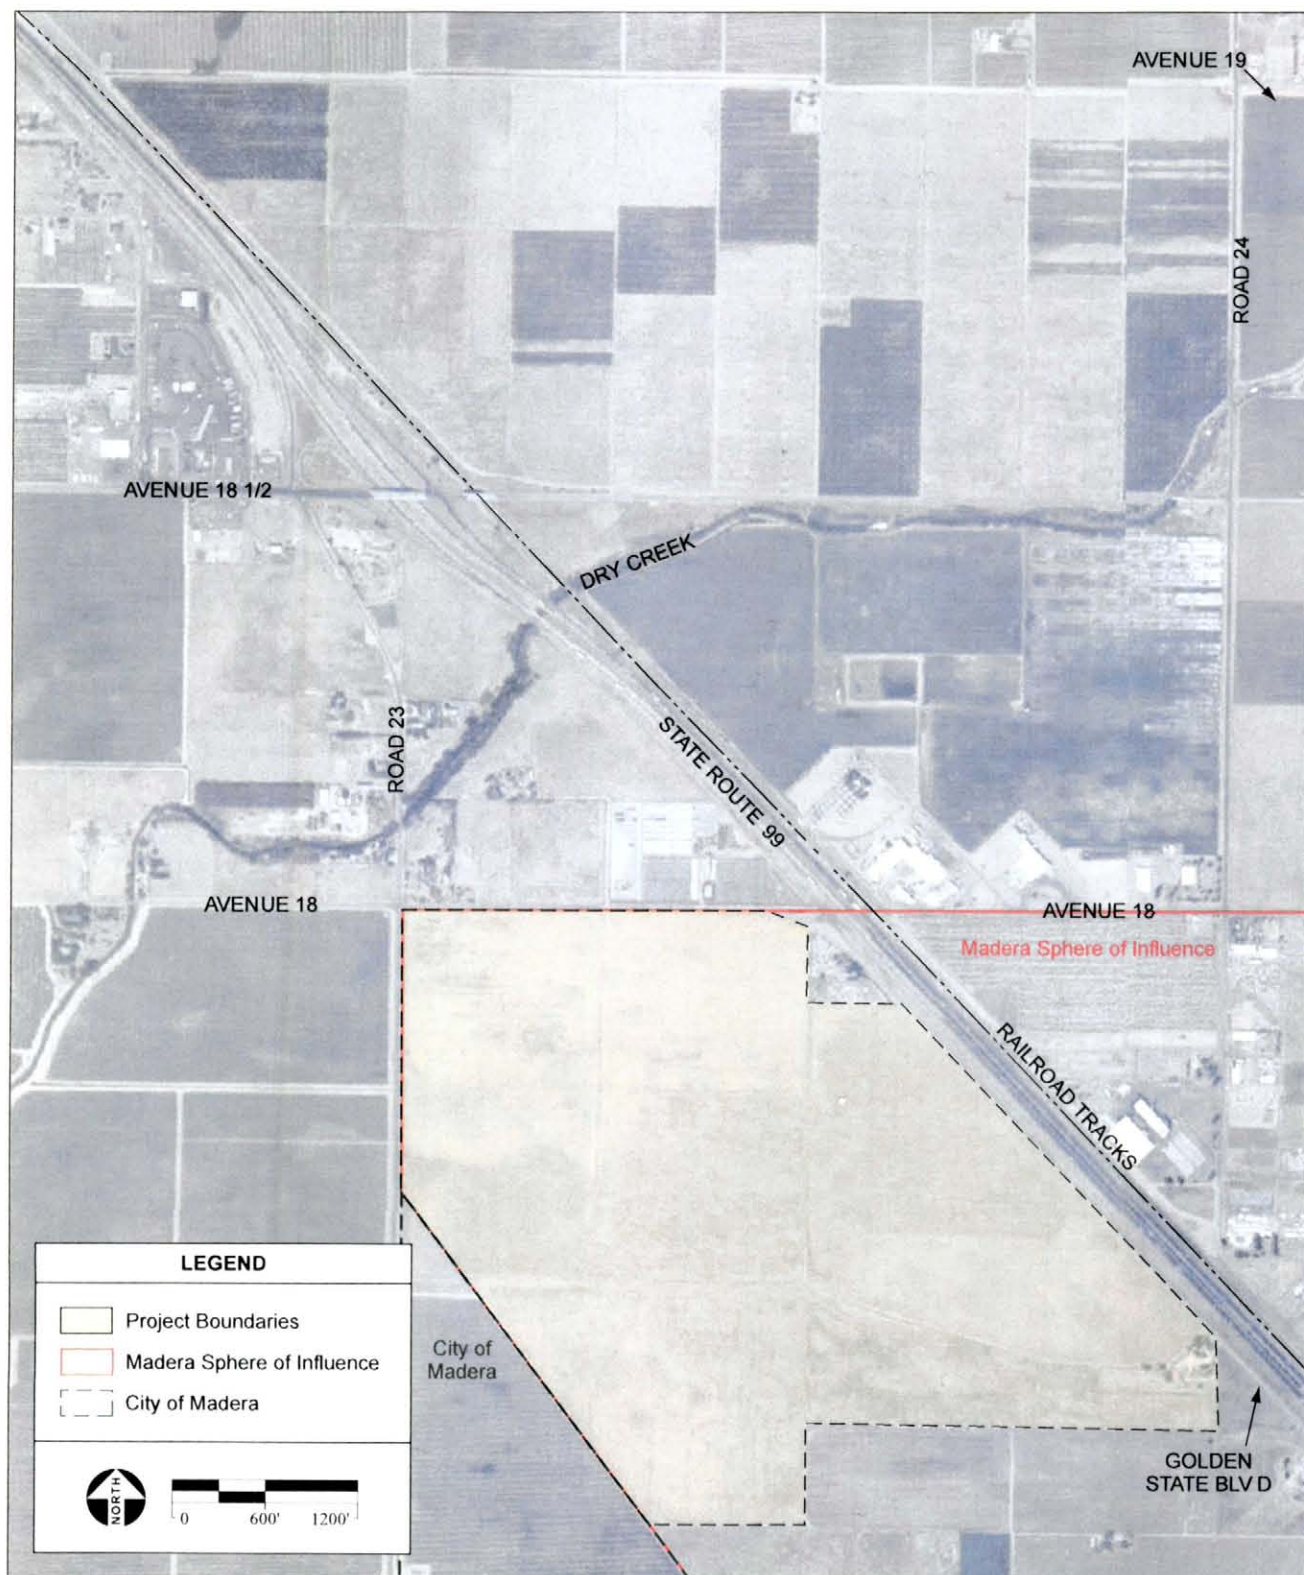 AVENUE 19
ROAD 24
AVENUE 18 1/2
DRY CREEK
ROAD 23
STATE ROUTE 99
AVENUE 18
AVENUE 18
Madera Sphere of Influence
RAILROAD TRACKS
LEGEND
Project Boundaries
Madera Sphere of Influence
City of Madera
City of
Madera
NORTH
0 600' 1200'
GOLDEN
STATE BLV D